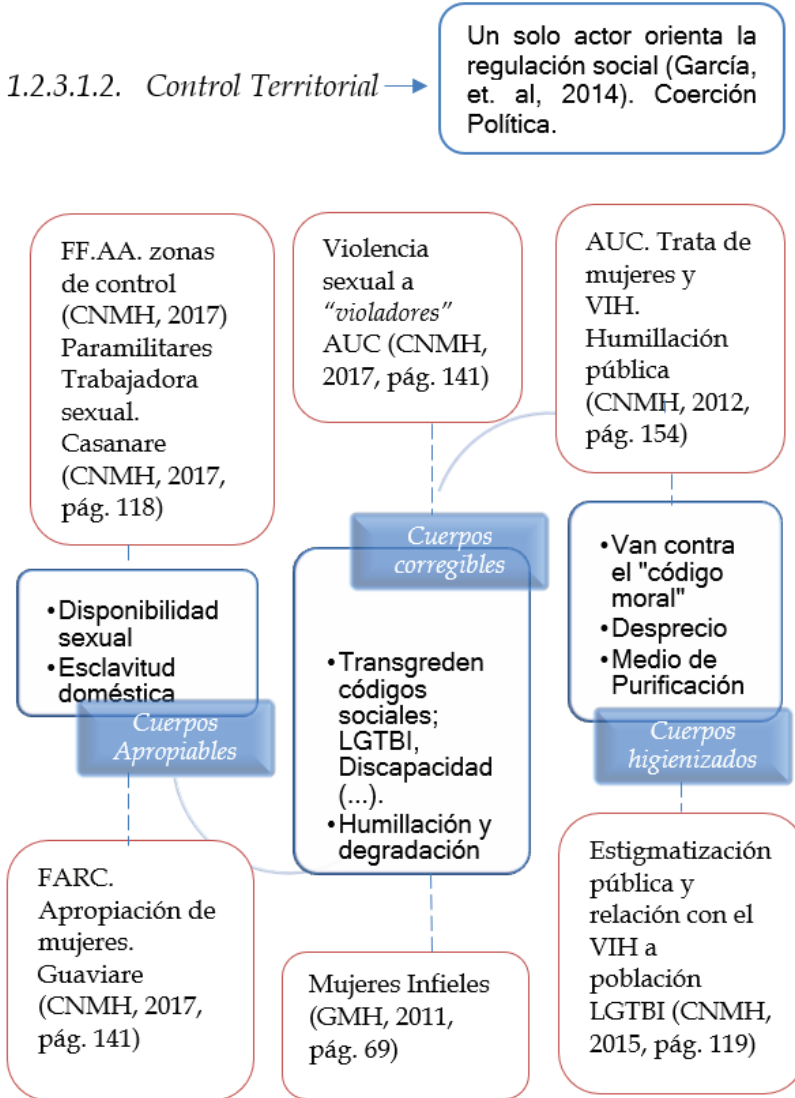 1.2.3.1.2. Control Territorial
Un solo actor orienta la
regulación social (García,
et. al, 2014). Coerción
Política.
FF.AA. zonas
de control
(CNMH, 2017)
Paramilitares
Trabajadora
sexual.
Casanare
(CNMH, 2017,
pág. 118)
Violencia
sexual a
“violadores”
AUC (CNMH,
2017, pág. 141)
AUC. Trata de
mujeres y
VIH.
Humillación
pública
(CNMH, 2012,
pág. 154)
•Disponibilidad
sexual
•Esclavitud
doméstica
Cuerpos
Apropiables
Cuerpos
corregibles
•Transgreden
códigos
sociales;
LGTBI,
Discapacidad
(...).
•Humillación y
degradación
•Van contra
el "código
moral"
•Desprecio
•Medio de
Purificación
Cuerpos
higienizados
FARC.
Apropiación de
mujeres.
Guaviare
(CNMH, 2017,
pág. 141)
Mujeres Infieles
(GMH, 2011,
pág. 69)
Estigmatización
pública y
relación con el
VIH a
población
LGTBI (CNMH,
2015, pág. 119)